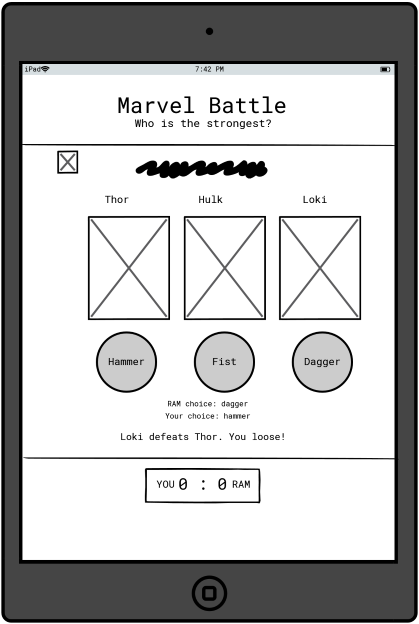 iPad 7:42 PM
Marvel Battle
Who is the strongest?
Thor Hulk Loki
Hammer Fist Dagger
RAM choice: dagger
Your choice: hammer
Loki defeats Thor. You loose!
YOU 0 : 0 RAM